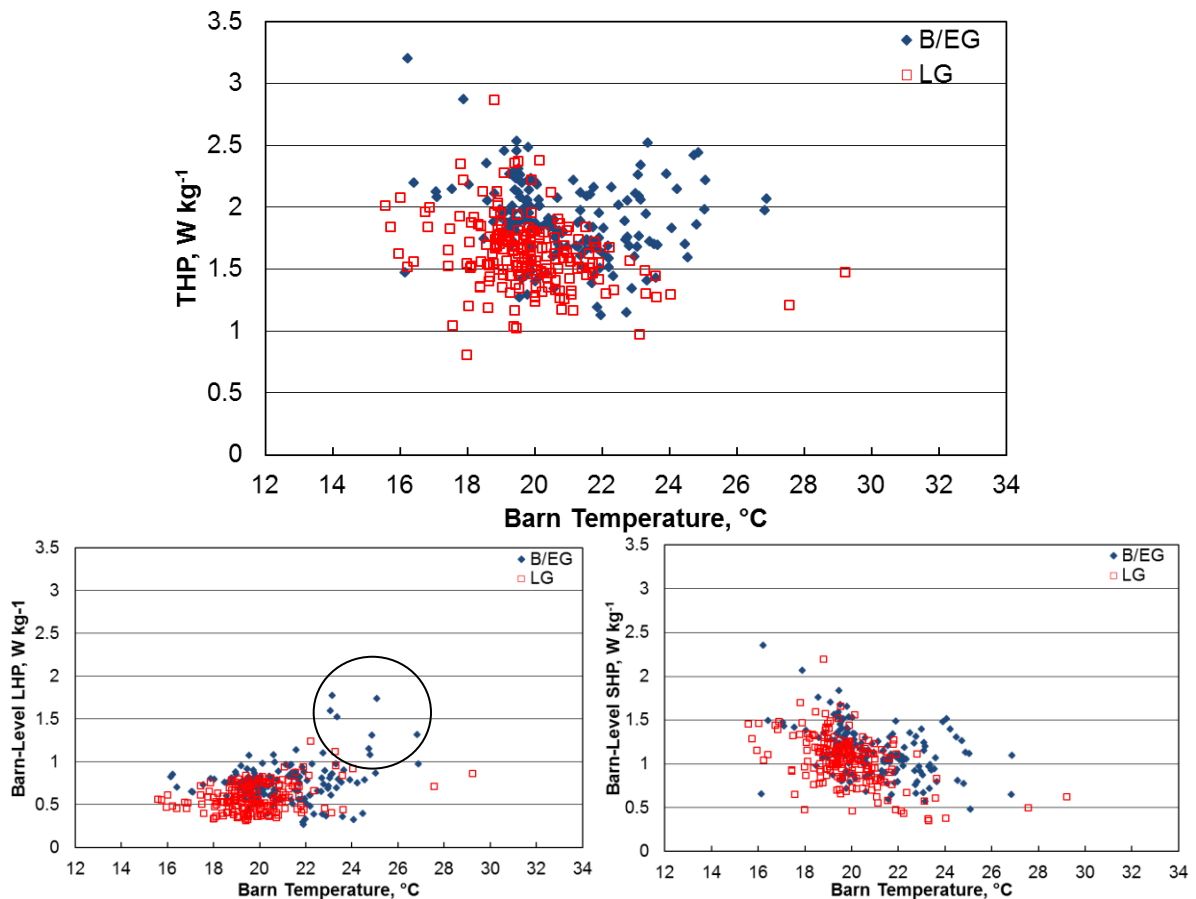 3.5
3
2.5
2
1.5
1
0.5
0
THP, W kg-1
B/EG
LG
12 14 16 18 20 22 24 26 28 30 32 34
Barn Temperature, °C
3.5
3
2.5
2
1.5
1
0.5
0
Barn-Level LHP, W kg-1
B/EG
LG
12 14 16 18 20 22 24 26 28 30 32 34
Barn Temperature, °C
3.5
3
2.5
2
1.5
1
0.5
0
Barn-Level SHP, W kg-1
B/EG
LG
12 14 16 18 20 22 24 26 28 30 32 34
Barn Temperature, °C